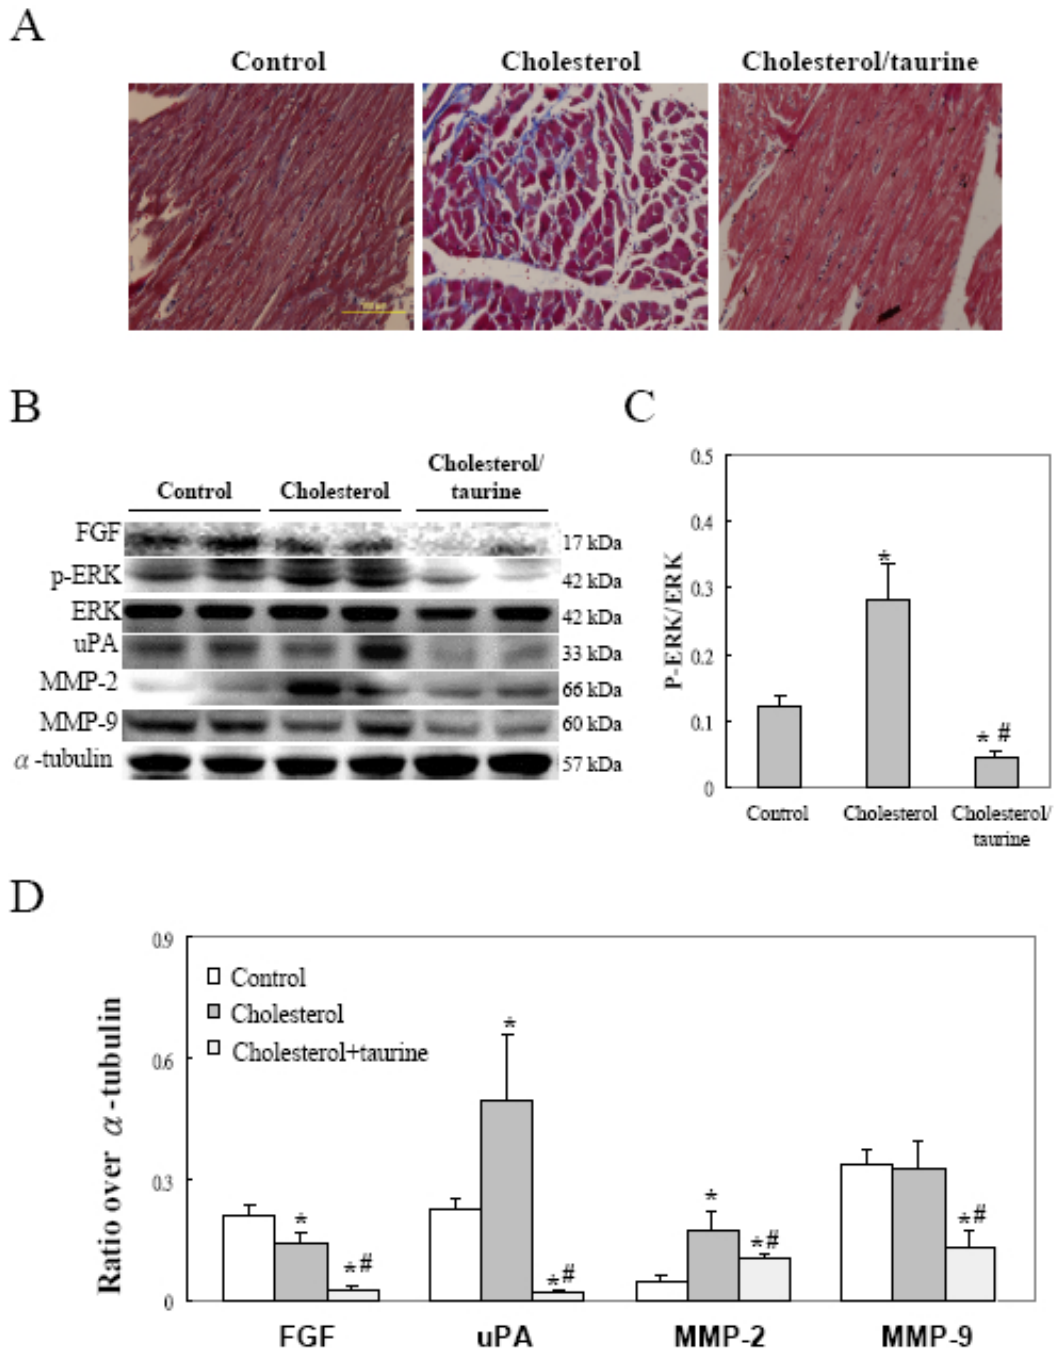 A
Control Cholesterol Cholesterol/taurine
B
Control Cholesterol Cholesterol/
taurine
FGF 17 kDa
p-ERK 42 kDa
ERK 42 kDa
uPA 33 kDa
MMP-2 66 kDa
MMP-9 60 kDa
α-tubulin 57 kDa
C
P-ERK/ERK
0.5
0.4
0.3
0.2
0.1
0
*
* #
Control Cholesterol Cholesterol/
taurine
D
Ratio over α-tubulin
0.9
0.6
0.3
0
Control
Cholesterol
Cholesterol+taurine
* *# * *# * *# *#
FGF uPA MMP-2 MMP-9